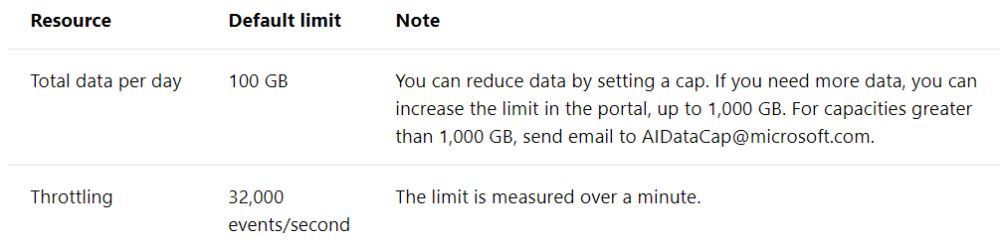 Resource Default limit Note
Total data per day 100 GB You can reduce data by setting a cap. If you need more data, you can
increase the limit in the portal, up to 1,000 GB. For capacities greater
than 1,000 GB, send email to AIDataCap@microsoft.com.
Throttling 32,000 The limit is measured over a minute.
events/second